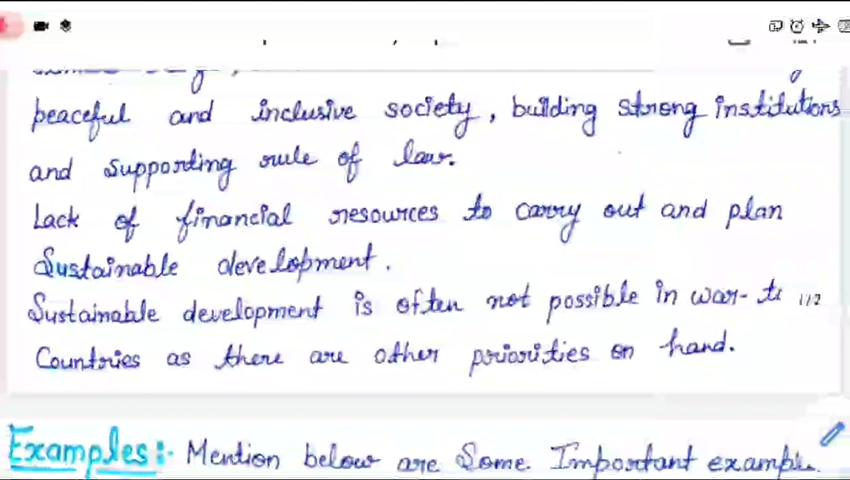 peaceful and inclusive society, building strong institutions
and supporting rule of law.
Lack of financial resources to carry out and plan
Sustainable development.
Sustainable development is often not possible in war- 1/2
Countries as there are other priorities on hand.
Examples:- Mention below are Some Important example